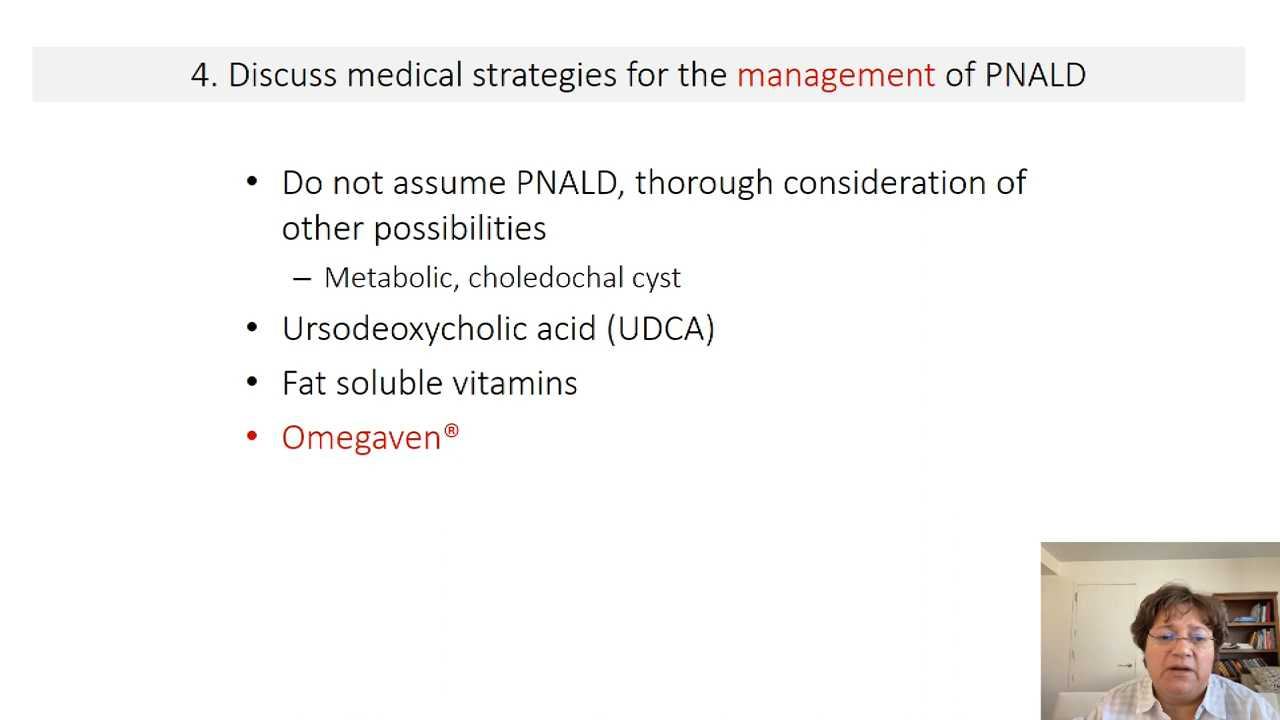 4. Discuss medical strategies for the management of PNALD
• Do not assume PNALD, thorough consideration of
other possibilities
– Metabolic, choledochal cyst
• Ursodeoxycholic acid (UDCA)
• Fat soluble vitamins
• Omegaven®